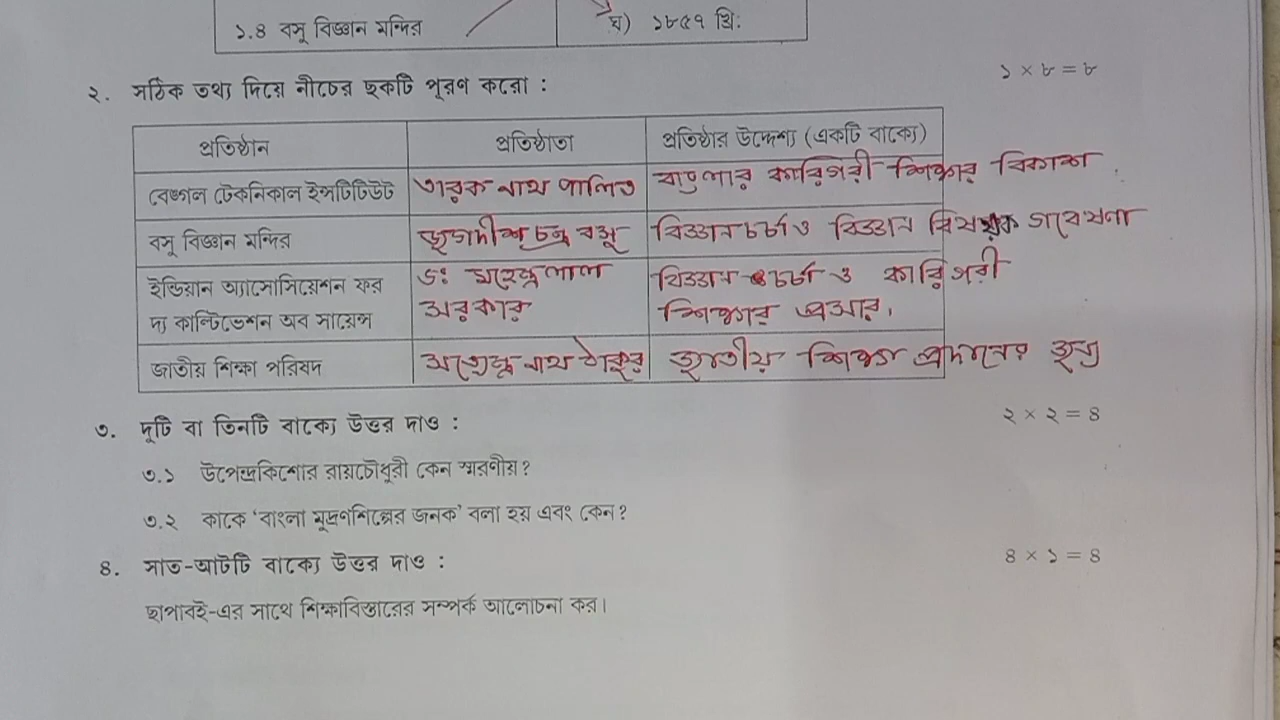 ১.৪ বসু বিজ্ঞান মন্দির ঘ) ১৮৫৭ খ্রি:
২. সঠিক তথ্য দিয়ে নীচের ছকটি পূরণ করো : ১ × ৮ = ৮
প্রতিষ্ঠান প্রতিষ্ঠাতা প্রতিষ্ঠার উদ্দেশ্য (একটি বাক্যে)
বেঙ্গল টেকনিকাল ইন্সটিটিউট তারক নাথ পালিত বাংলার কারিগরী শিক্ষার বিকাশ
বসু বিজ্ঞান মন্দির জগদীশ চন্দ্র বসু বিজ্ঞান চর্চা ও বিজ্ঞান বিষয়ক গবেষনা
ইন্ডিয়ান অ্যাসোসিয়েশন ফর ডঃ মহেন্দ্র লাল বিজ্ঞান চর্চা ও কারিগরী
দ্য কাল্টিভেশন অব সায়েন্স সরকার শিক্ষার প্রসার,
জাতীয় শিক্ষা পরিষদ সত্যেন্দ্র নাথ ঠাকুর জাতীয় শিক্ষা প্রদানের জন্য
৩. দুটি বা তিনটি বাক্যে উত্তর দাও : ২ × ২ = ৪
৩.১ উপেন্দ্রকিশোর রায়চৌধুরী কেন স্মরণীয়?
৩.২ কাকে 'বাংলা মুদ্রণশিল্পের জনক' বলা হয় এবং কেন?
৪. সাত-আটটি বাক্যে উত্তর দাও : ৪ × ১ = ৪
ছাপাবই-এর সাথে শিক্ষাবিস্তারের সম্পর্ক আলোচনা কর।